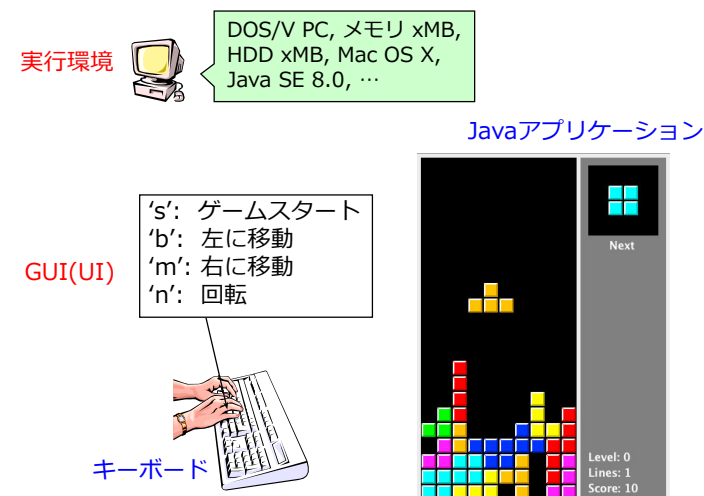 DOS/V PC, メモリ xMB,
HDD xMB, Mac OS X,
Java SE 8.0, …
実行環境
Javaアプリケーション
‘s’: ゲームスタート
‘b’: 左に移動
‘m’: 右に移動
‘n’: 回転
GUI(UI)
キーボード
Next
Level: 0
Lines: 1
Score: 10